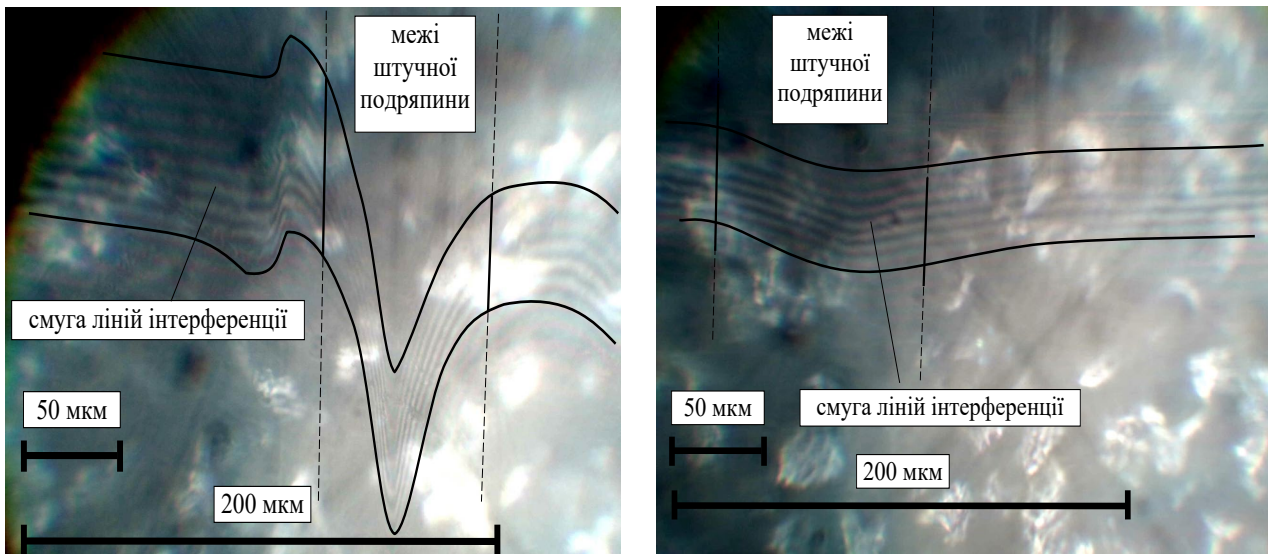 межі
штучної
подряпини
смуга ліній інтерференції
50 мкм
200 мкм
межі
штучної
подряпини
смуга ліній інтерференції
50 мкм
200 мкм